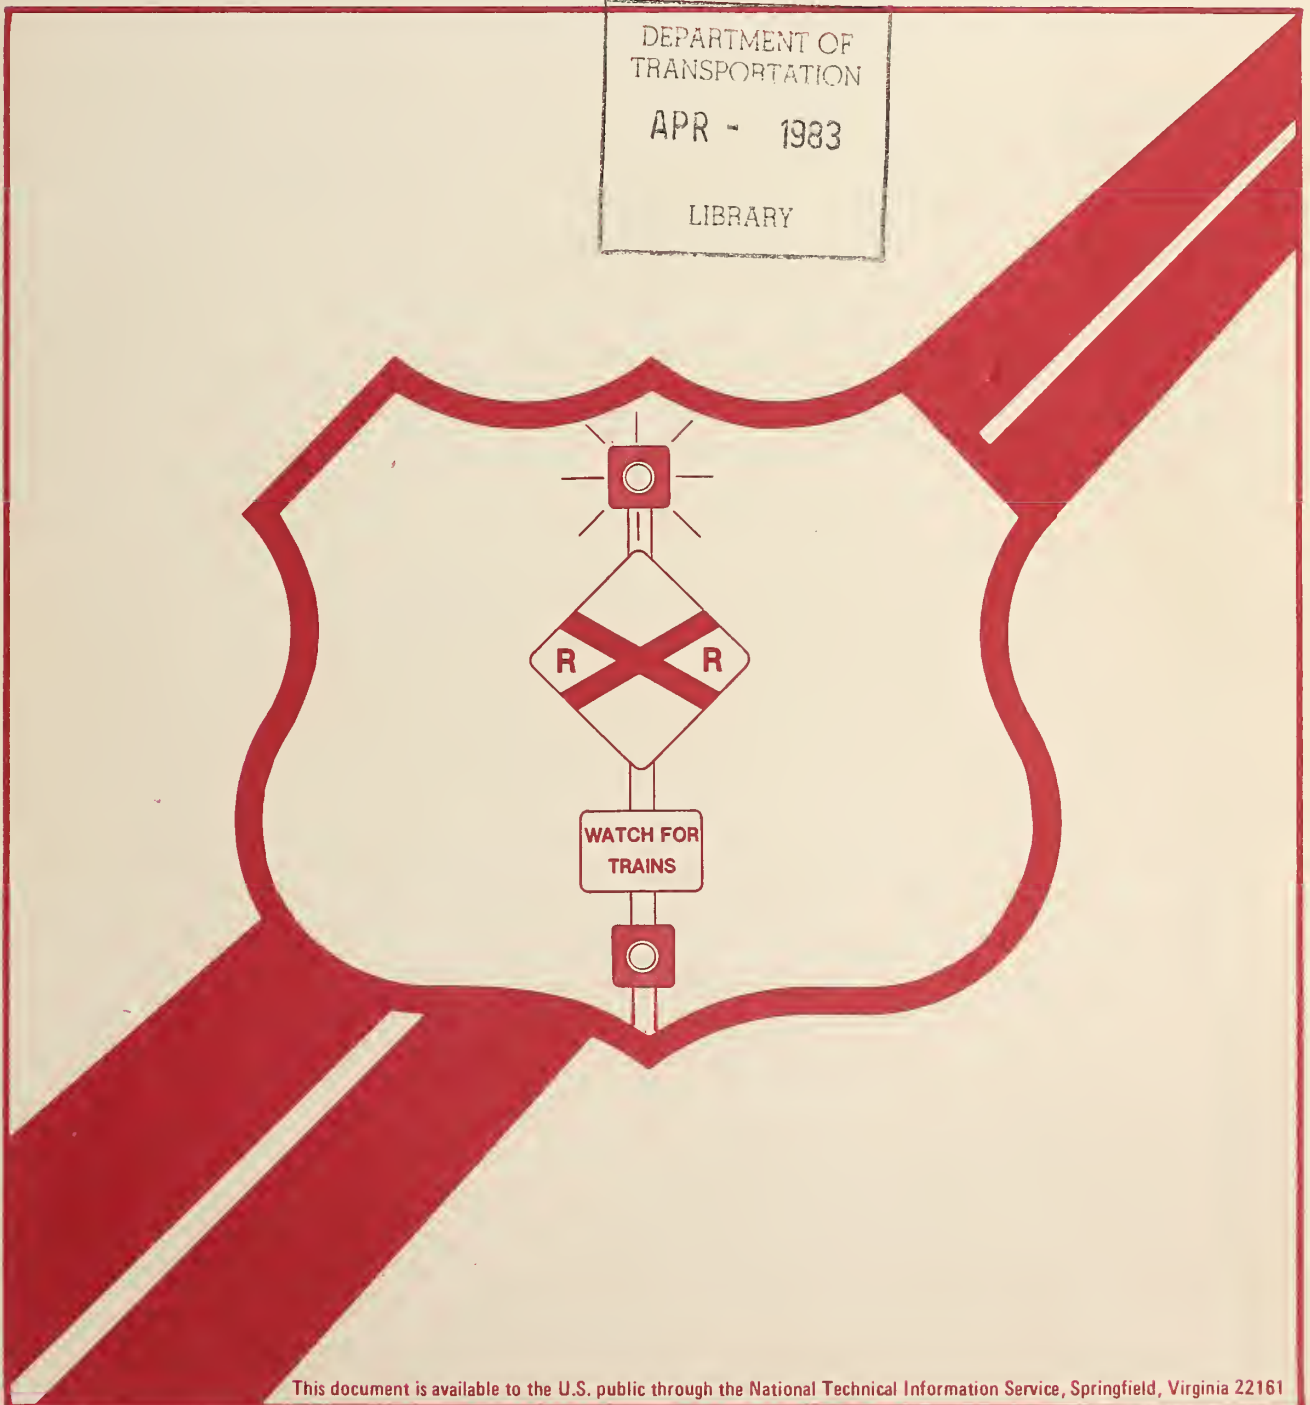 DEPARTMENT OF
TRANSPORTATION
APR - 1983
LIBRARY
R R
WATCH FOR
TRAINS
This document is available to the U.S. public through the National Technical Information Service, Springfield, Virginia 22161